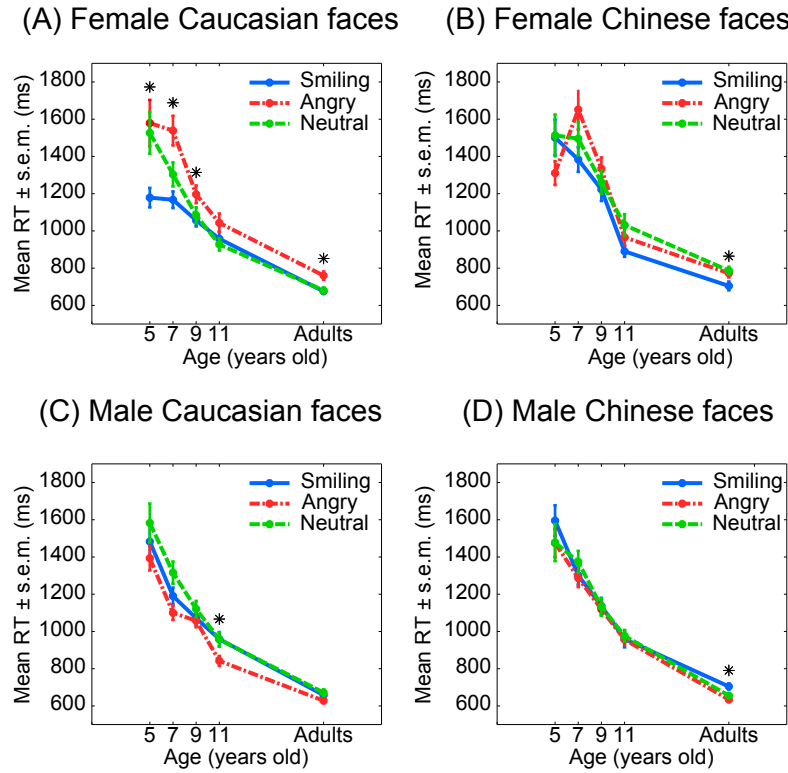 (A) Female Caucasian faces
(B) Female Chinese faces
Mean RT ± s.e.m. (ms)
1800
1600
1400
1200
1000
800
600
*
*
*
*
Smiling
Angry
Neutral
5 7 9 11 Adults
Age (years old)
Mean RT ± s.e.m. (ms)
1800
1600
1400
1200
1000
800
600
*
Smiling
Angry
Neutral
5 7 9 11 Adults
Age (years old)
(C) Male Caucasian faces
(D) Male Chinese faces
Mean RT ± s.e.m. (ms)
1800
1600
1400
1200
1000
800
600
*
Smiling
Angry
Neutral
5 7 9 11 Adults
Age (years old)
Mean RT ± s.e.m. (ms)
1800
1600
1400
1200
1000
800
600
*
Smiling
Angry
Neutral
5 7 9 11 Adults
Age (years old)